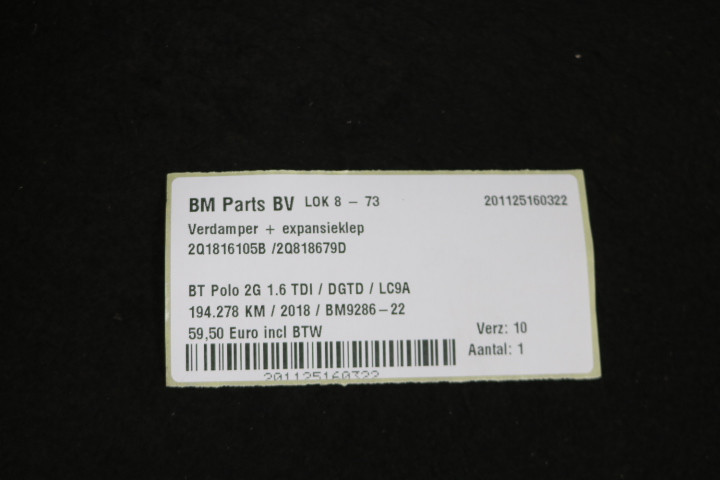 BM Parts BV LOK 8 - 73 201125160322
Verdamper + expansieklep
2Q1816105B /2Q818679D
BT Polo 2G 1.6 TDI / DGTD / LC9A
194.278 KM / 2018 / BM9286-22
59,50 Euro incl BTW Verz: 10
Aantal: 1
201125160322